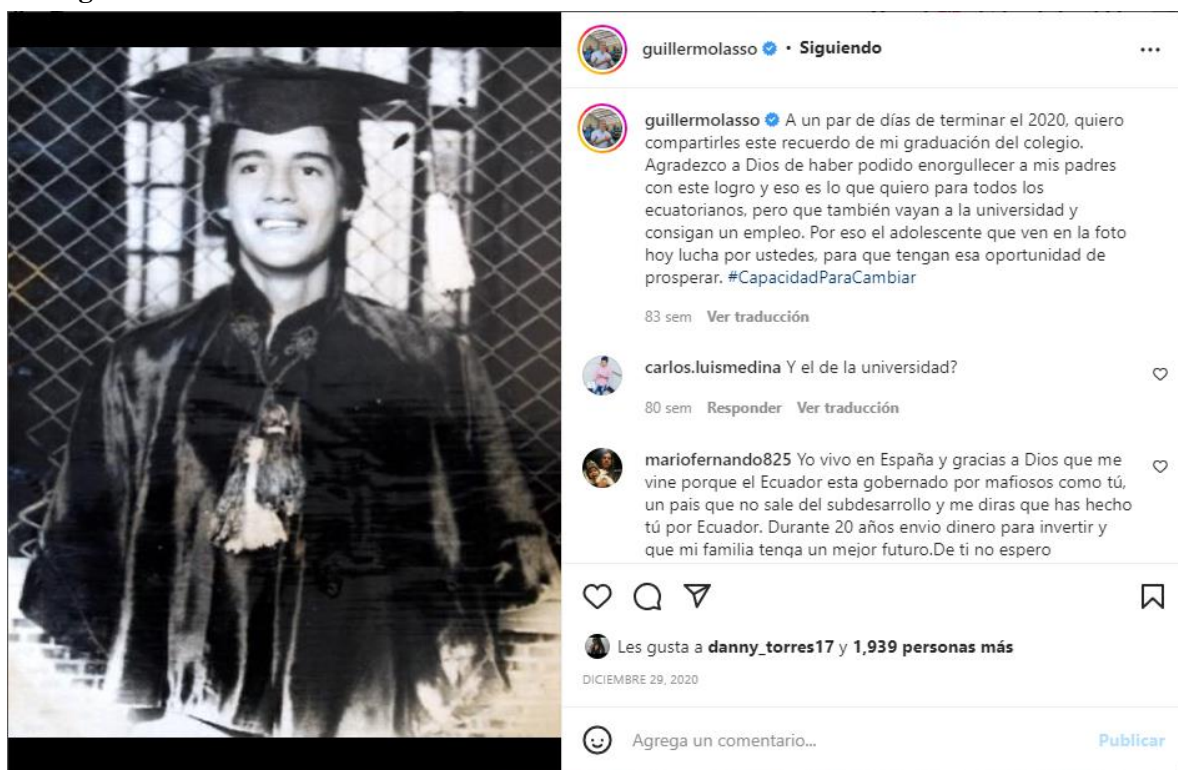 guillermolasso • Siguiendo
guillermolasso A un par de días de terminar el 2020, quiero
compartirles este recuerdo de mi graduación del colegio.
Agradezco a Dios de haber podido enorgullecer a mis padres
con este logro y eso es lo que quiero para todos los
ecuatorianos, pero que también vayan a la universidad y
consigan un empleo. Por eso el adolescente que ven en la foto
hoy lucha por ustedes, para que tengan esa oportunidad de
prosperar. #CapacidadParaCambiar
83 sem Ver traducción
carlos.luismedina Y el de la universidad?
80 sem Responder Ver traducción
mariofernando825 Yo vivo en España y gracias a Dios que me
vine porque el Ecuador esta gobernado por mafiosos como tú,
un pais que no sale del subdesarrollo y me diras que has hecho
tú por Ecuador. Durante 20 años envio dinero para invertir y
que mi familia tenga un mejor futuro.De ti no espero
Les gusta a danny_torres17 y 1,939 personas más
DICIEMBRE 29, 2020
Agrega un comentario... Publicar